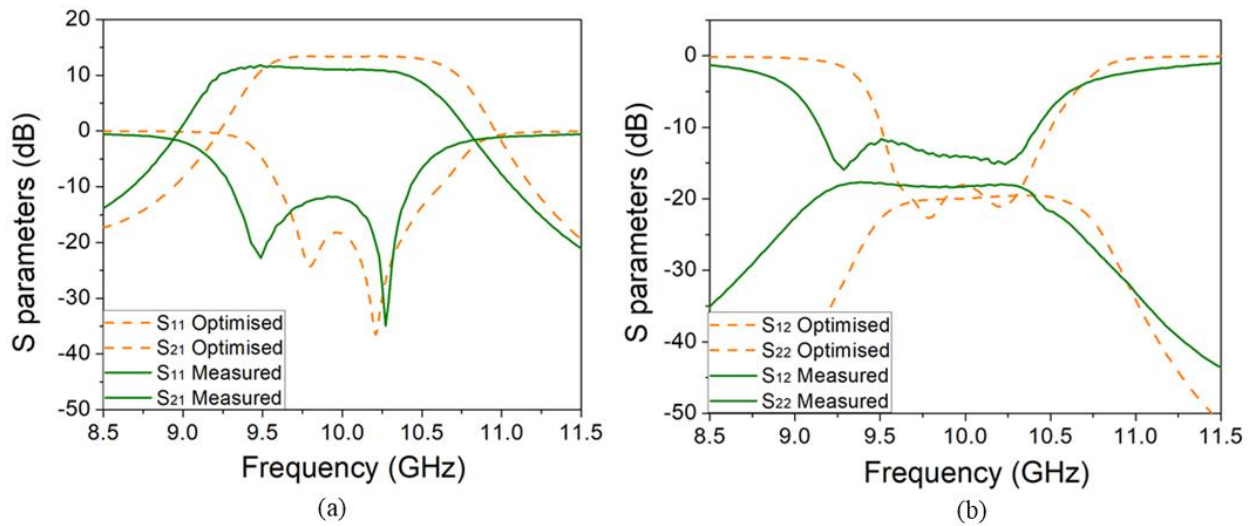 20
10
0
-10
-20
-30
-40
-50
S parameters (dB)
S11 Optimised
S21 Optimised
S11 Measured
S21 Measured
8.5 9.0 9.5 10.0 10.5 11.0 11.5
Frequency (GHz)
(a)
0
-10
-20
-30
-40
-50
S parameters (dB)
S12 Optimised
S22 Optimised
S12 Measured
S22 Measured
8.5 9.0 9.5 10.0 10.5 11.0 11.5
Frequency (GHz)
(b)